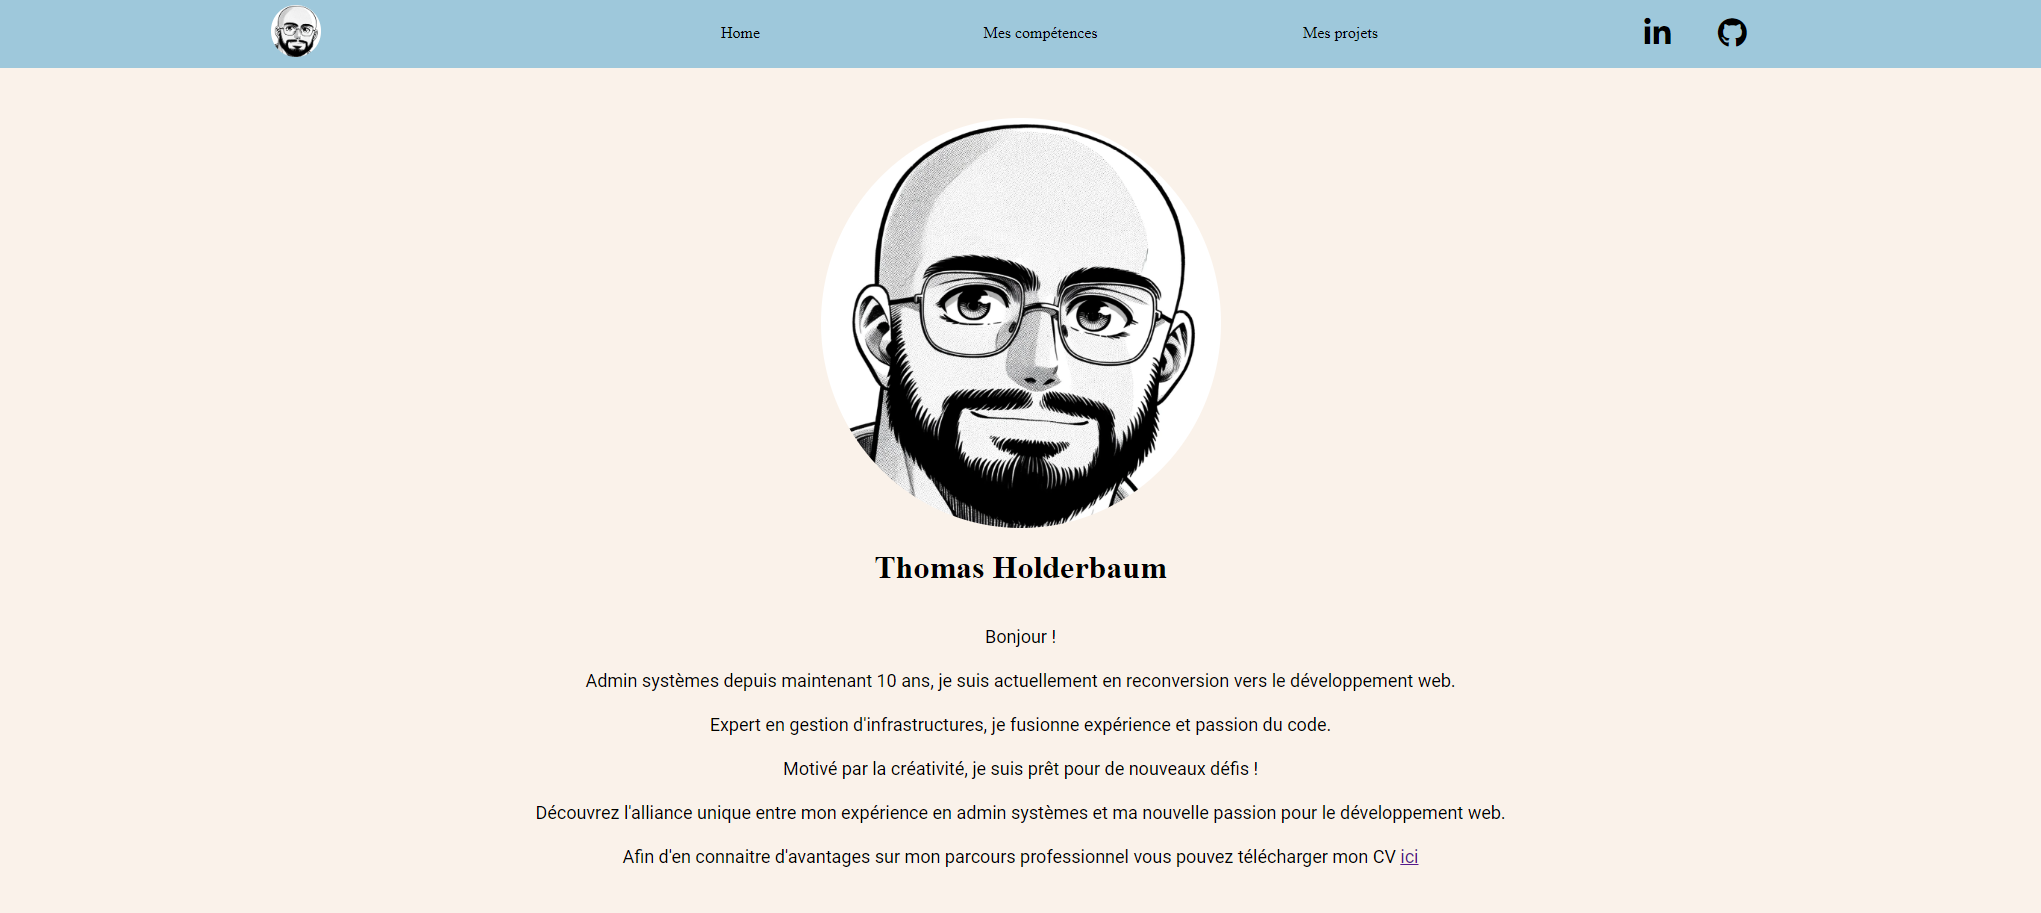 Home
Mes compétences
Mes projets
in
Thomas Holderbaum
Bonjour !
Admin systèmes depuis maintenant 10 ans, je suis actuellement en reconversion vers le développement web.
Expert en gestion d'infrastructures, je fusionne expérience et passion du code.
Motivé par la créativité, je suis prêt pour de nouveaux défis !
Découvrez l'alliance unique entre mon expérience en admin systèmes et ma nouvelle passion pour le développement web.
Afin d'en connaitre d'avantages sur mon parcours professionnel vous pouvez télécharger mon CV ici